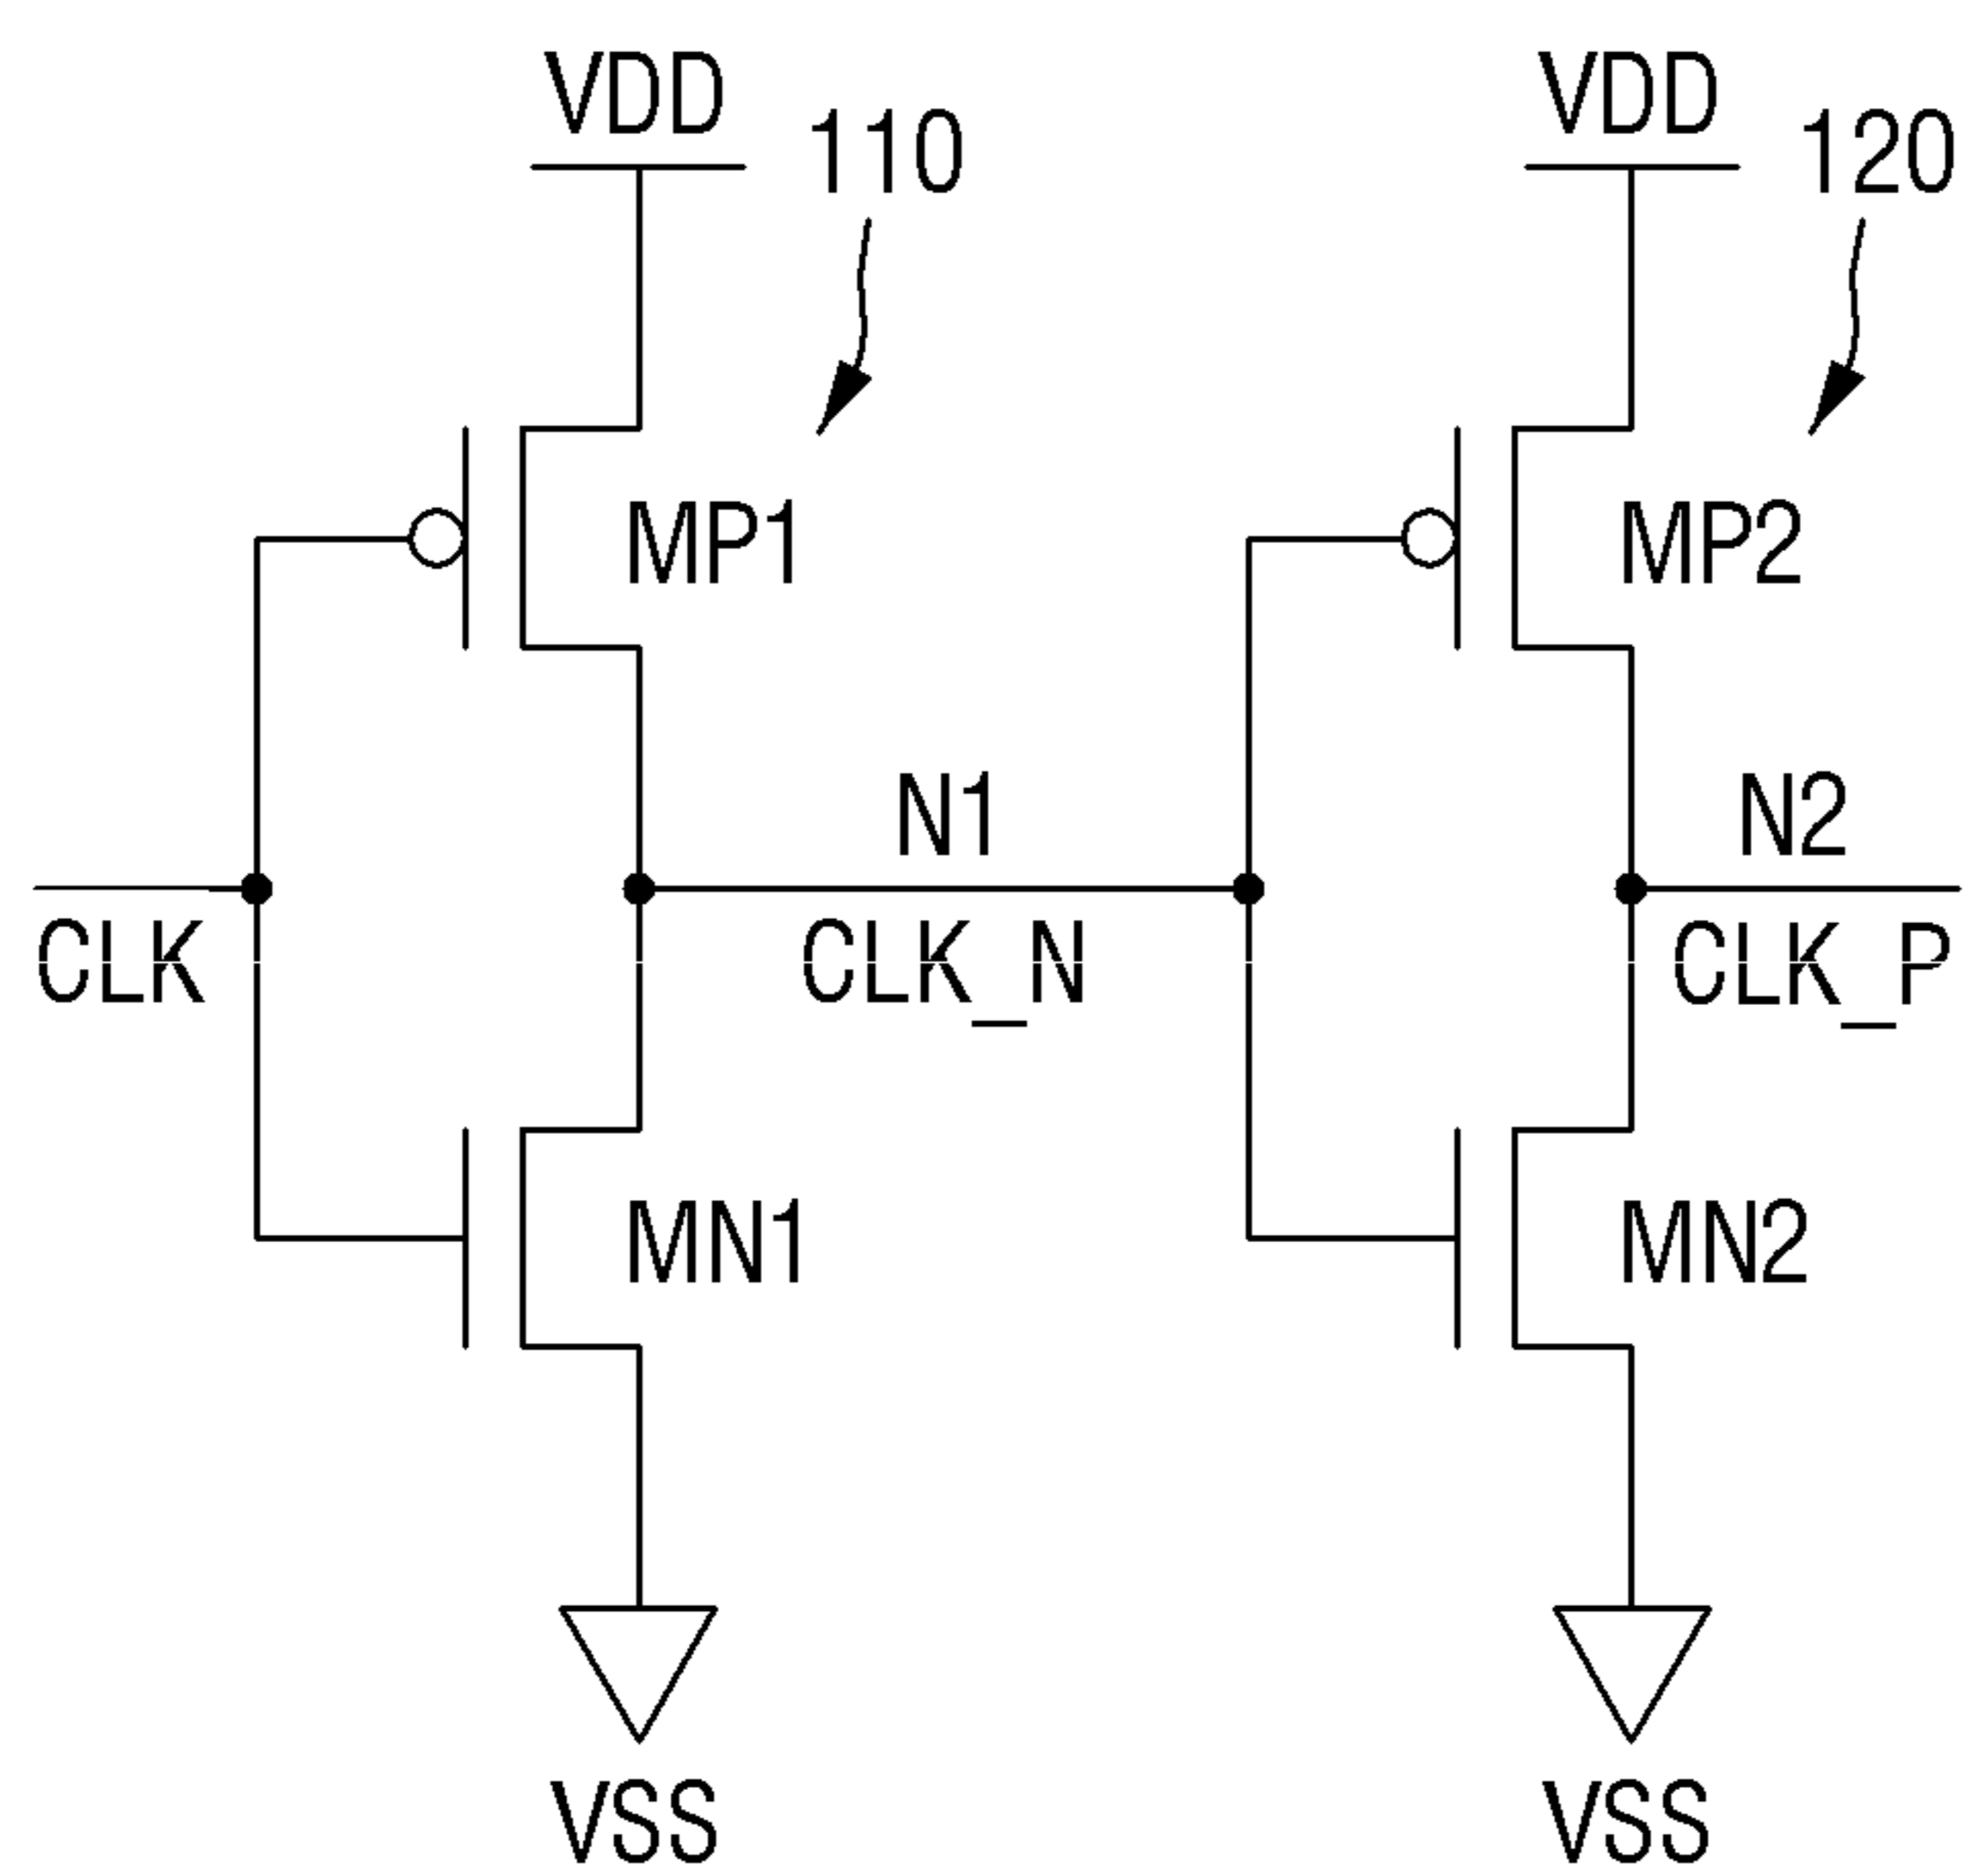 VDD VDD
110 120
MP1 MP2
N1 N2
CLK CLK_N CLK_P
MN1 MN2
VSS VSS